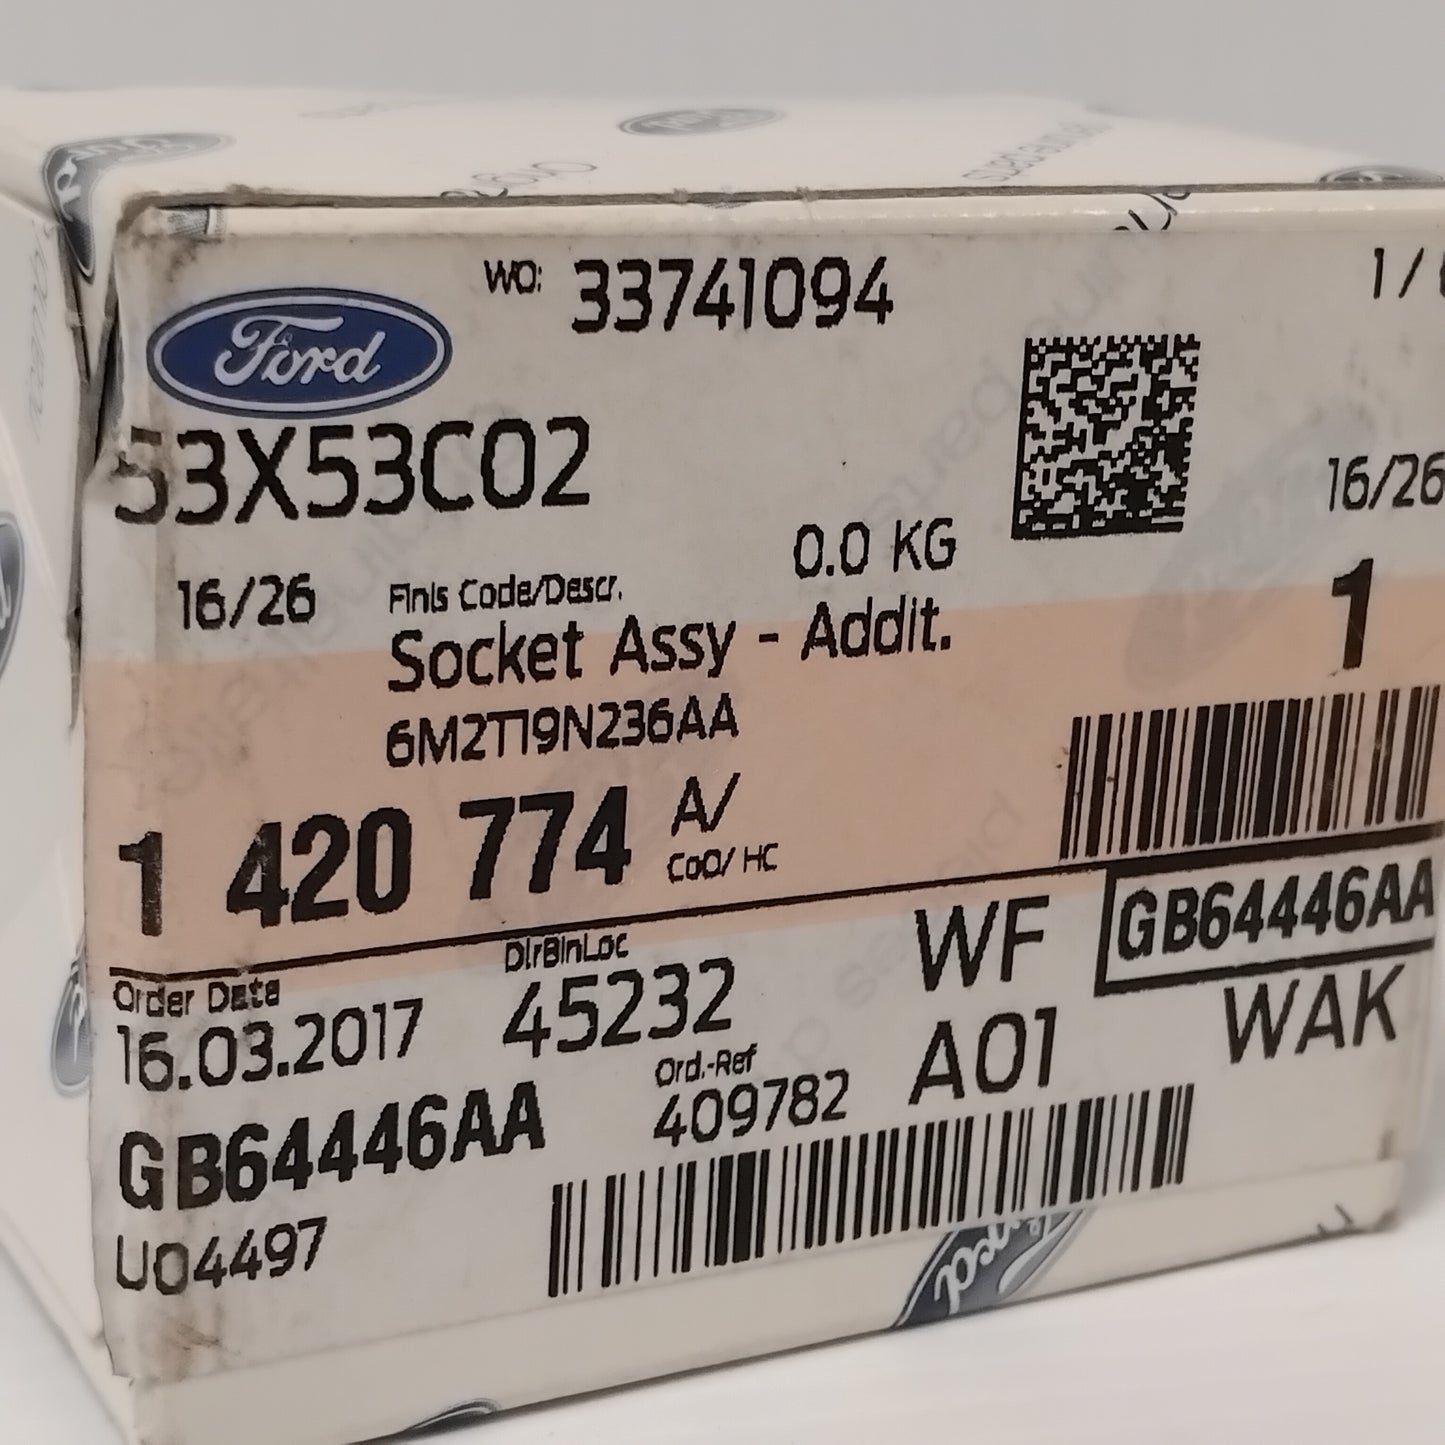 WO: 33741094
1 /
Ford
53X53C02
16/26
0.0 KG
16/26 Finis Code/Descr.
Socket Assy - Addit.
1
6M2T19N236AA
1 420 774 A/
CoO/ HC
GB64446AA
Order Date DlrBinLoc WF
16.03.2017 45232 WAK
Ord.-Ref A01
GB64446AA 409782
U04497